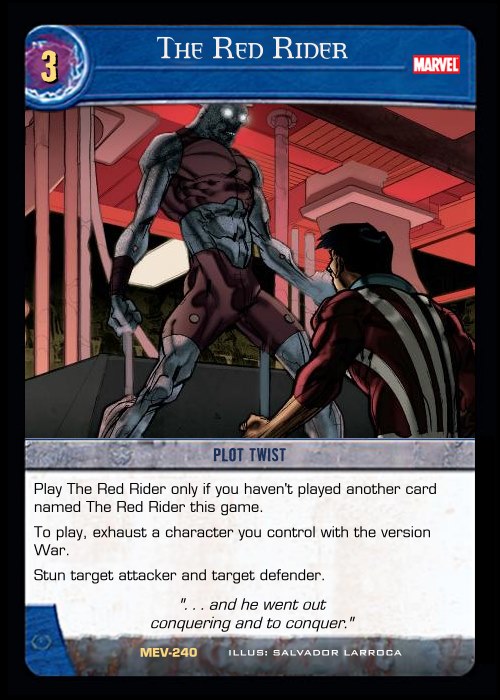 3
The Red Rider
MARVEL
PLOT TWIST
Play The Red Rider only if you haven't played another card
named The Red Rider this game.
To play, exhaust a character you control with the version
War.
Stun target attacker and target defender.
". . . and he went out
conquering and to conquer."
MEV-240 ILLUS: SALVADOR LARROCA